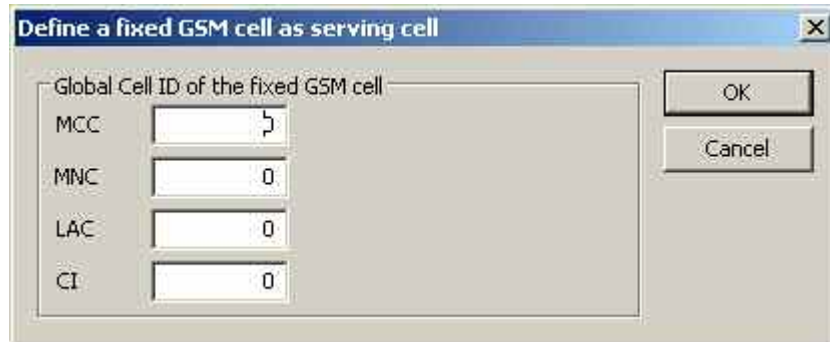 Define a fixed GSM cell as serving cell
Global Cell ID of the fixed GSM cell
OK
MCC
Cancel
MNC 0
LAC 0
CI 0